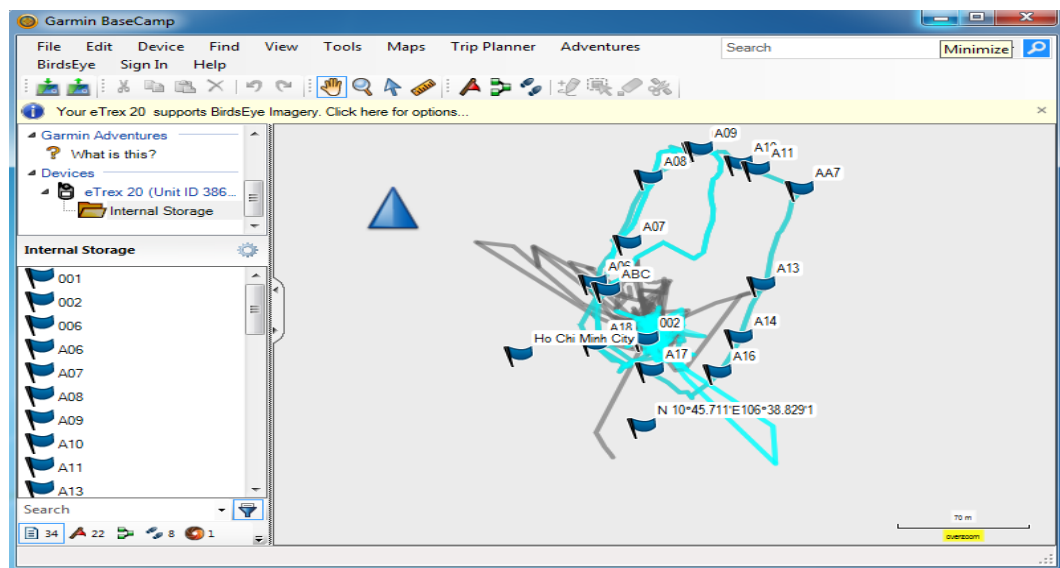 Garmin BaseCamp
File Edit Device Find View Tools Maps Trip Planner Adventures
BirdsEye Sign In Help
Search
Minimize
Your eTrex 20 supports BirdsEye Imagery. Click here for options...
Garmin Adventures
What is this?
Devices
eTrex 20 (Unit ID 386...
Internal Storage
Internal Storage
001
002
006
A06
A07
A08
A09
A10
A11
A13
Search
34 22 8 1
A09
A10
A11
A08
AA7
A07
A06
ABC
A13
A18
002
A14
Ho Chi Minh City
A17
A16
N 10°45.711'E106°38.829'1
70 m
overzoom